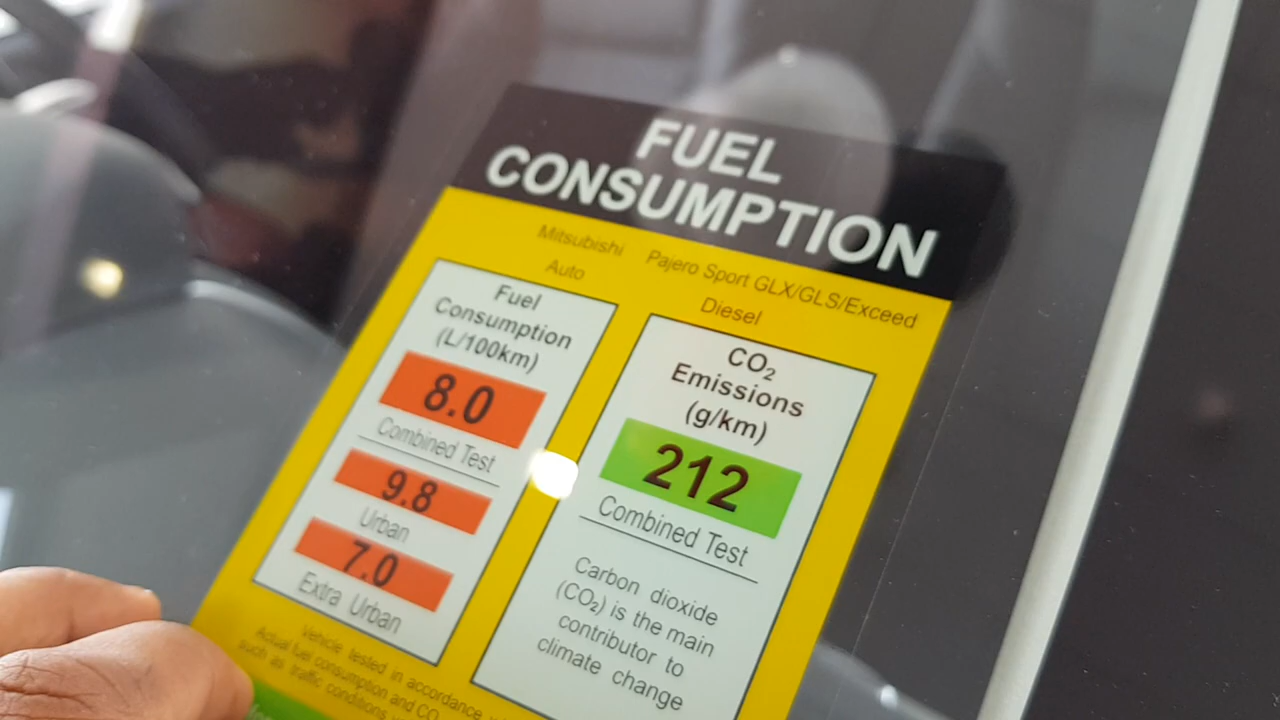 FUEL
CONSUMPTION
Mitsubishi Pajero Sport GLX/GLS/Exceed
Auto Diesel
Fuel
Consumption
(L/100km)
8.0
Combined Test
9.8
Urban
7.0
Extra Urban
CO₂
Emissions
(g/km)
212
Combined Test
Carbon dioxide
(CO₂) is the main
contributor to
climate change
Vehicle tested in accordance
Actual fuel consumption and CO
such as traffic conditions